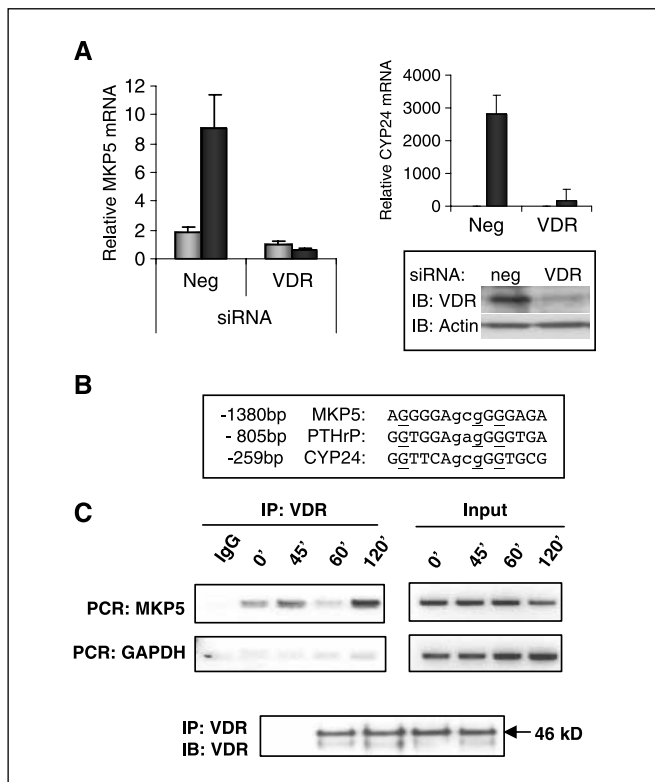 A
Relative MKP5 mRNA
12
10
8
6
4
2
0
Neg VDR
siRNA
Relative CYP24 mRNA
4000
3000
2000
1000
0
Neg VDR
siRNA: neg VDR
IB: VDR
IB: Actin
B
-1380bp MKP5: AGGGGAgcgGGGAGA
- 805bp PTHrP: GGTGGAgagGGGTGA
-259bp CYP24: GGTTCAgcgGGTGCG
C
IP: VDR Input
IgG 0' 45' 60' 120' 0' 45' 60' 120'
PCR: MKP5
PCR: GAPDH
IP: VDR
IB: VDR
46 kD